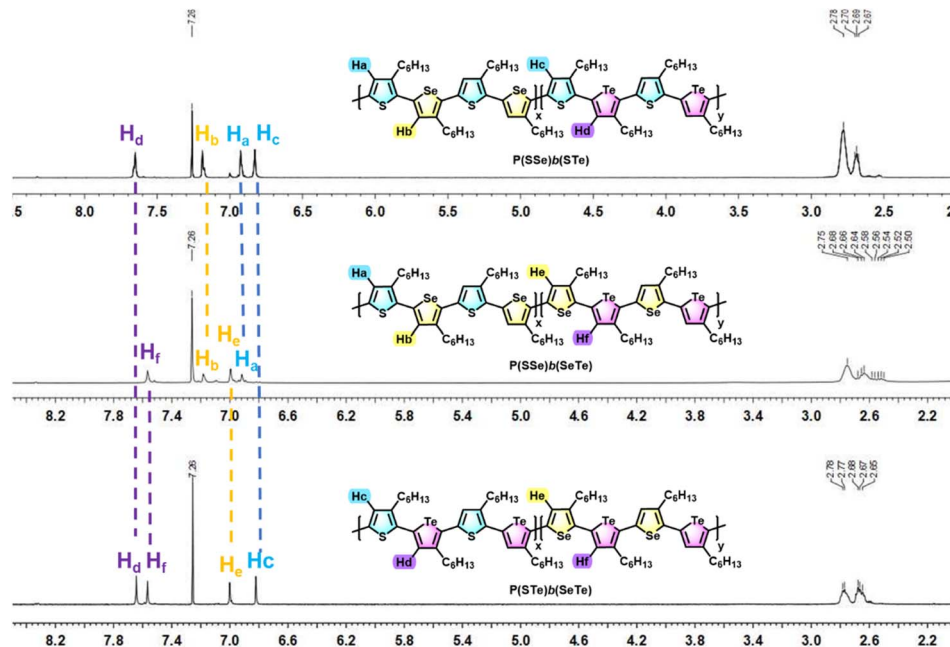 7.26
2.78
2.70
2.69
2.67
Ha
C6H13
C6H13
Hc
C6H13
C6H13
Se
Se
Te
Te
S
S
x
S
S
y
Hb
C6H13
C6H13
Hd
C6H13
C6H13
P(SSe)b(STe)
Hd
Hb
Ha
Hc
8.0 7.5 7.0 6.5 6.0 5.5 5.0 4.5 4.0 3.5 3.0 2.5
7.26
2.75
2.68
2.66
2.64
2.58
2.56
2.54
2.52
2.50
Ha
C6H13
C6H13
He
C6H13
C6H13
Se
Se
Te
Te
S
S
x
Se
Se
y
Hb
C6H13
C6H13
Hf
C6H13
C6H13
P(SSe)b(SeTe)
Hf
Hb
He
Ha
8.2 7.8 7.4 7.0 6.6 6.2 5.8 5.4 5.0 4.6 4.2 3.8 3.4 3.0 2.6 2.2
7.26
2.78
2.77
2.68
2.67
2.65
Hc
C6H13
C6H13
He
C6H13
C6H13
Te
Te
Te
Te
S
S
x
Se
Se
y
Hd
C6H13
C6H13
Hf
C6H13
C6H13
P(STe)b(SeTe)
Hd
Hf
He
Hc
8.2 7.8 7.4 7.0 6.6 6.2 5.8 5.4 5.0 4.6 4.2 3.8 3.4 3.0 2.6 2.2